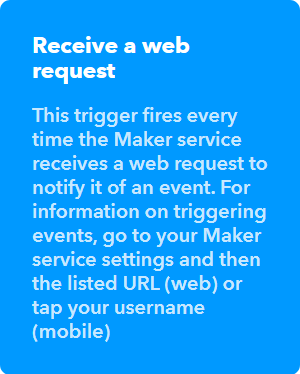 Receive a web
request
This trigger fires every
time the Maker service
receives a web request to
notify it of an event. For
information on triggering
events, go to your Maker
service settings and then
the listed URL (web) or
tap your username
(mobile)